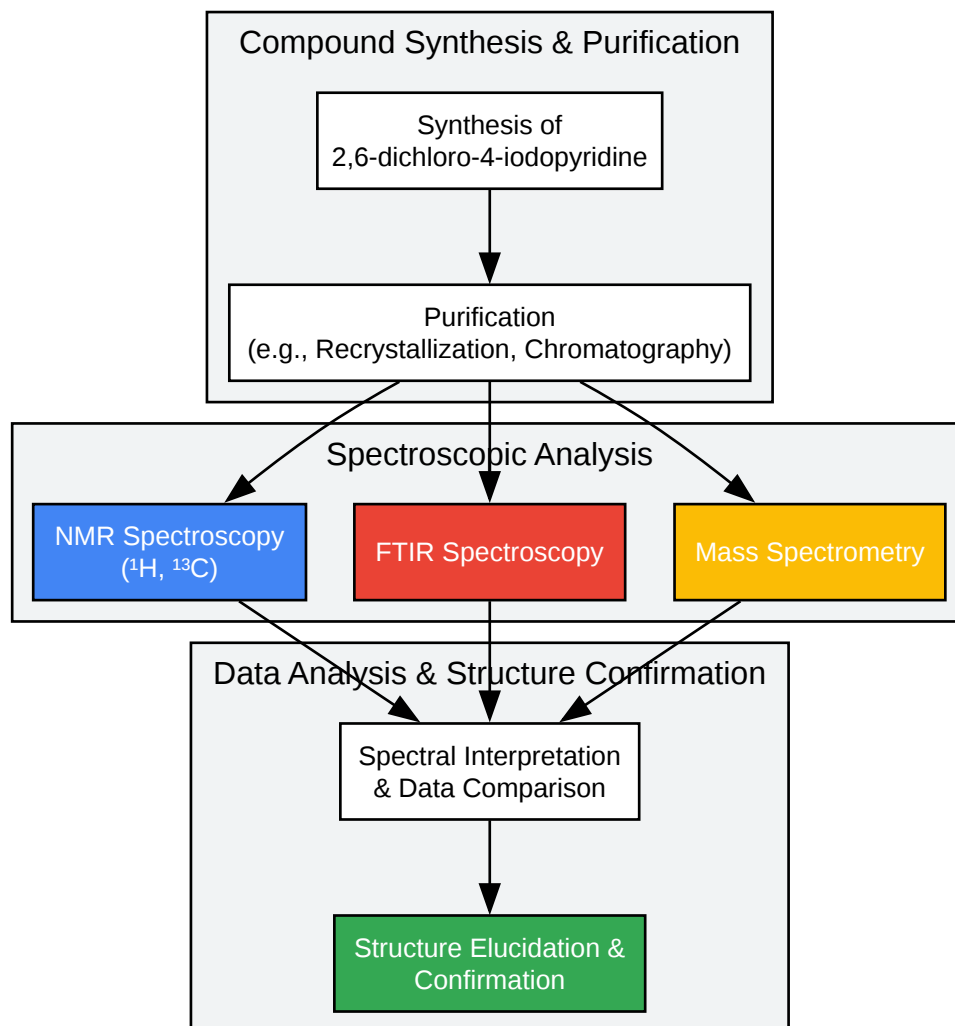 Compound Synthesis & Purification
Synthesis of
2,6-dichloro-4-iodopyridine
Purification
(e.g., Recrystallization, Chromatography)
Spectroscopic Analysis
NMR Spectroscopy
(¹H, ¹³C)
FTIR Spectroscopy
Mass Spectrometry
Data Analysis & Structure Confirmation
Spectral Interpretation
& Data Comparison
Structure Elucidation &
Confirmation